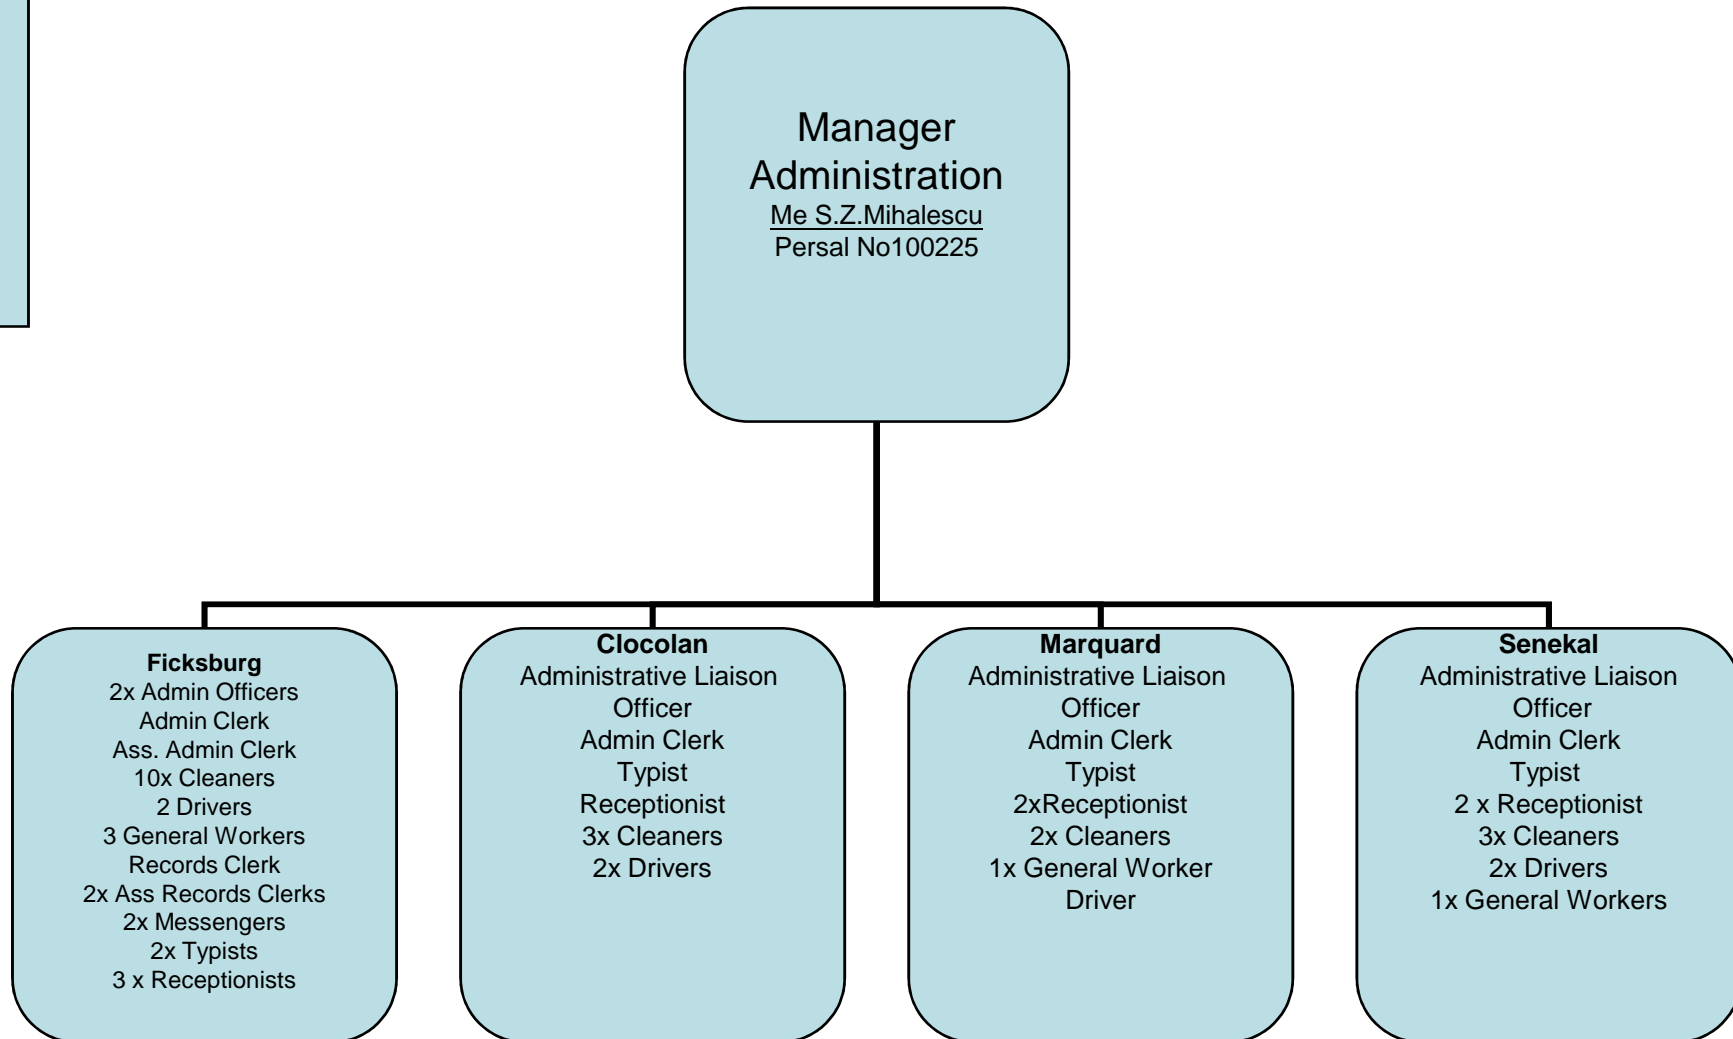 Manager
Administration
Me S.Z.Mihalescu
Persal No100225
Ficksburg
2x Admin Officers
Admin Clerk
Ass. Admin Clerk
10x Cleaners
2 Drivers
3 General Workers
Records Clerk
2x Ass Records Clerks
2x Messengers
2x Typists
3 x Receptionists
Clocolan
Administrative Liaison
Officer
Admin Clerk
Typist
Receptionist
3x Cleaners
2x Drivers
Marquard
Administrative Liaison
Officer
Admin Clerk
Typist
2xReceptionist
2x Cleaners
1x General Worker
Driver
Senekal
Administrative Liaison
Officer
Admin Clerk
Typist
2 x Receptionist
3x Cleaners
2x Drivers
1x General Workers